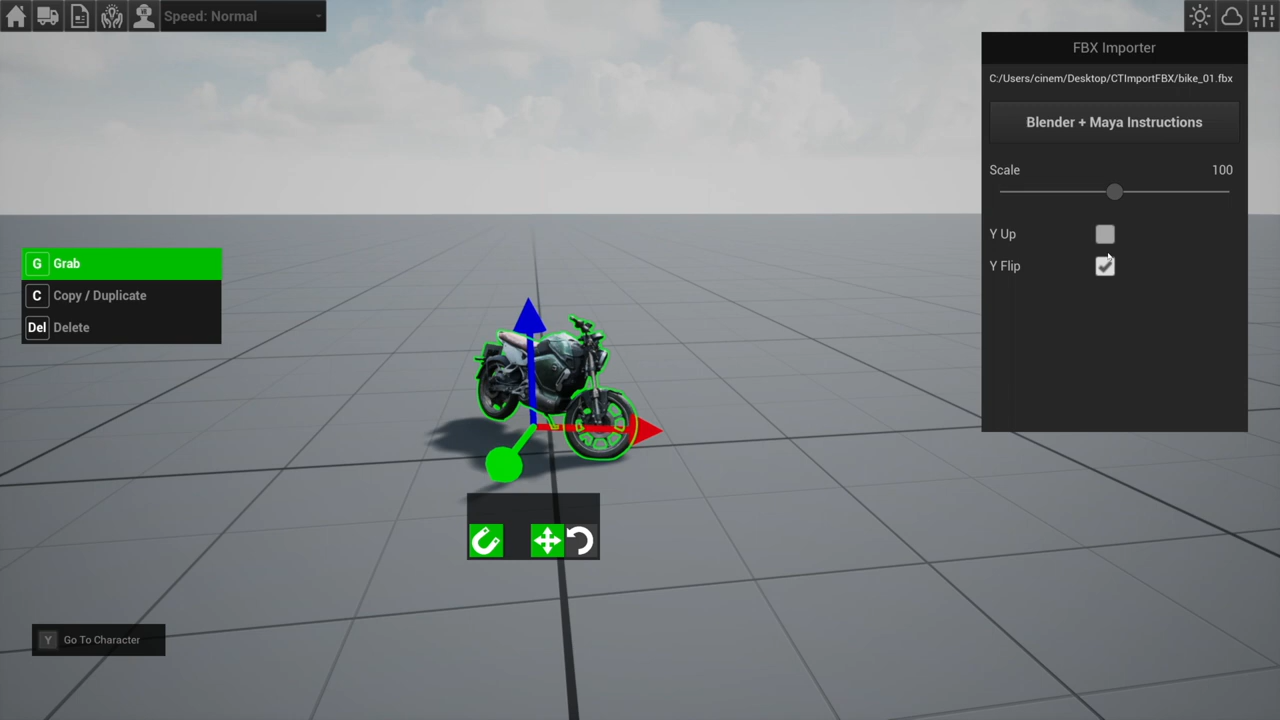 Speed: Normal
FBX Importer
C:/Users/cinem/Desktop/CTImportFBX/bike_01.fbx
Blender + Maya Instructions
Scale 100
Y Up
Y Flip
G Grab
C Copy / Duplicate
Del Delete
Y Go To Character